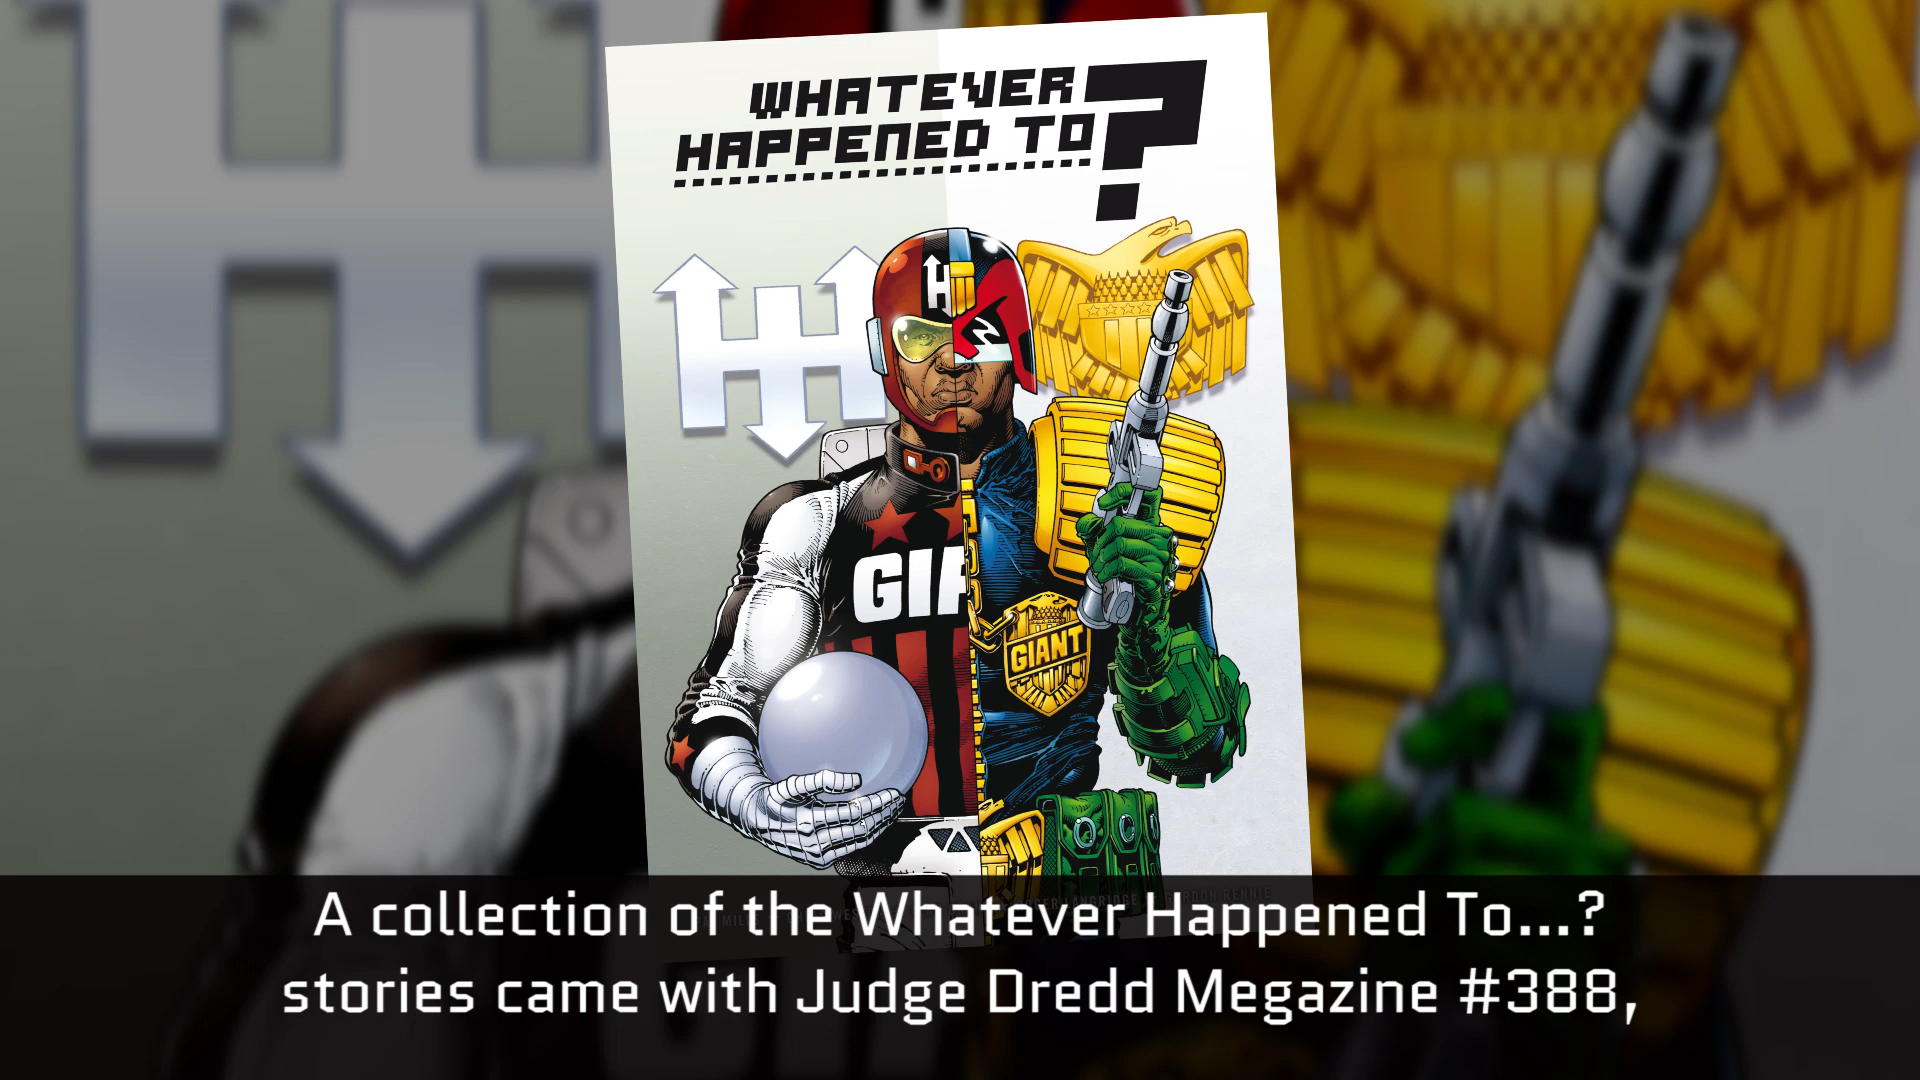 WHATEVER
HAPPENED TO?
H
GIA
GIANT
A collection of the Whatever Happened To...?
stories came with Judge Dredd Megazine #388,